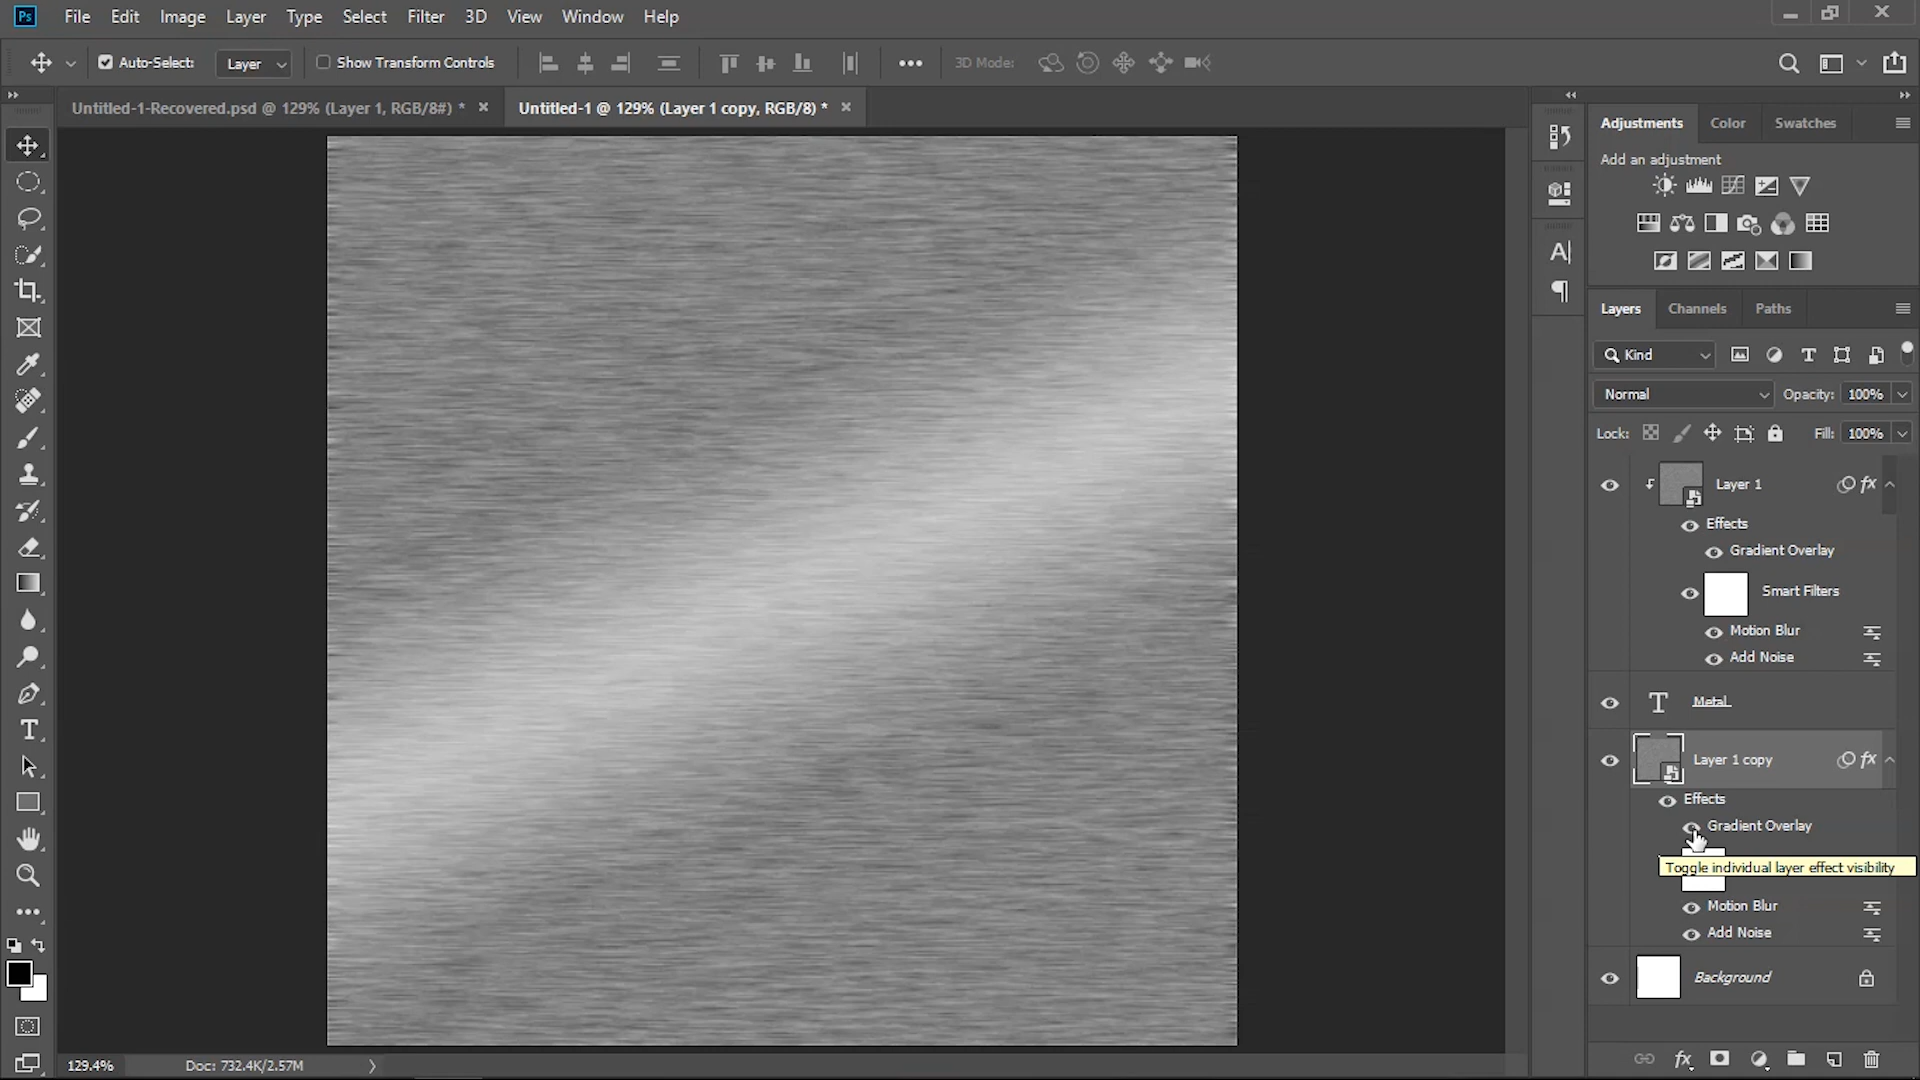 Ps File Edit Image Layer Type Select Filter 3D View Window Help
Auto-Select: Layer Show Transform Controls 3D Mode:
Untitled-1-Recovered.psd @ 129% (Layer 1, RGB/8#) * Untitled-1 @ 129% (Layer 1 copy, RGB/8) *
Adjustments Color Swatches
Add an adjustment
Layers Channels Paths
Kind
Normal Opacity: 100%
Lock: Fill: 100%
Layer 1 fx
Effects
Gradient Overlay
Smart Filters
Motion Blur
Add Noise
Metal
Layer 1 copy fx
Effects
Gradient Overlay
Toggle individual layer effect visibility
Motion Blur
Add Noise
Background
129.4% Doc: 732.4K/2.57M